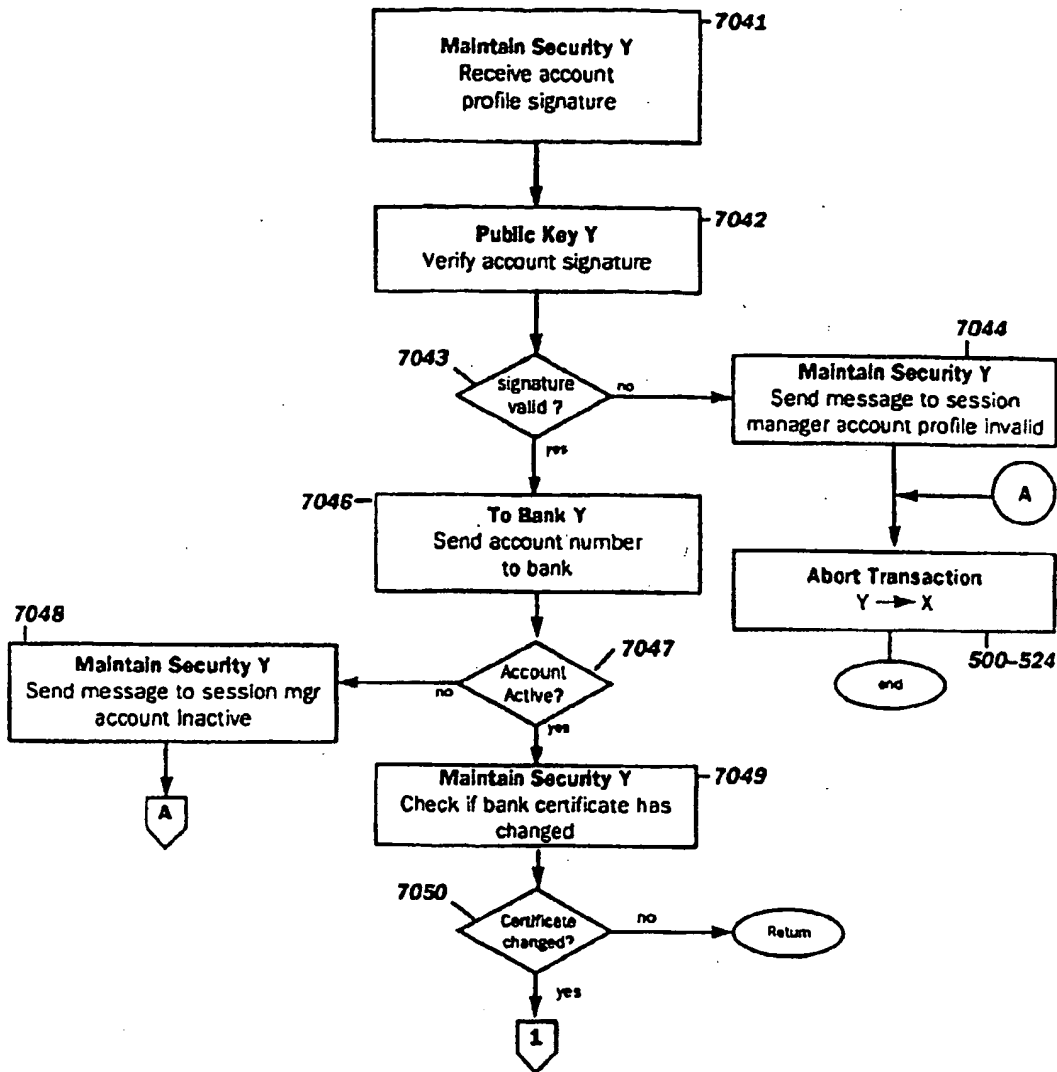 7041
Maintain Security Y
Receive account
profile signature
7042
Public Key Y
Verify account signature
7043
signature
valid ?
no
yes
7044
Maintain Security Y
Send message to session
manager account profile invalid
A
Abort Transaction
Y → X
500-524
end
7046
To Bank Y
Send account number
to bank
7047
Account
Active?
no
yes
7048
Maintain Security Y
Send message to session mgr
account inactive
A
7049
Maintain Security Y
Check if bank certificate has
changed
7050
Certificate
changed?
no
Return
yes
1